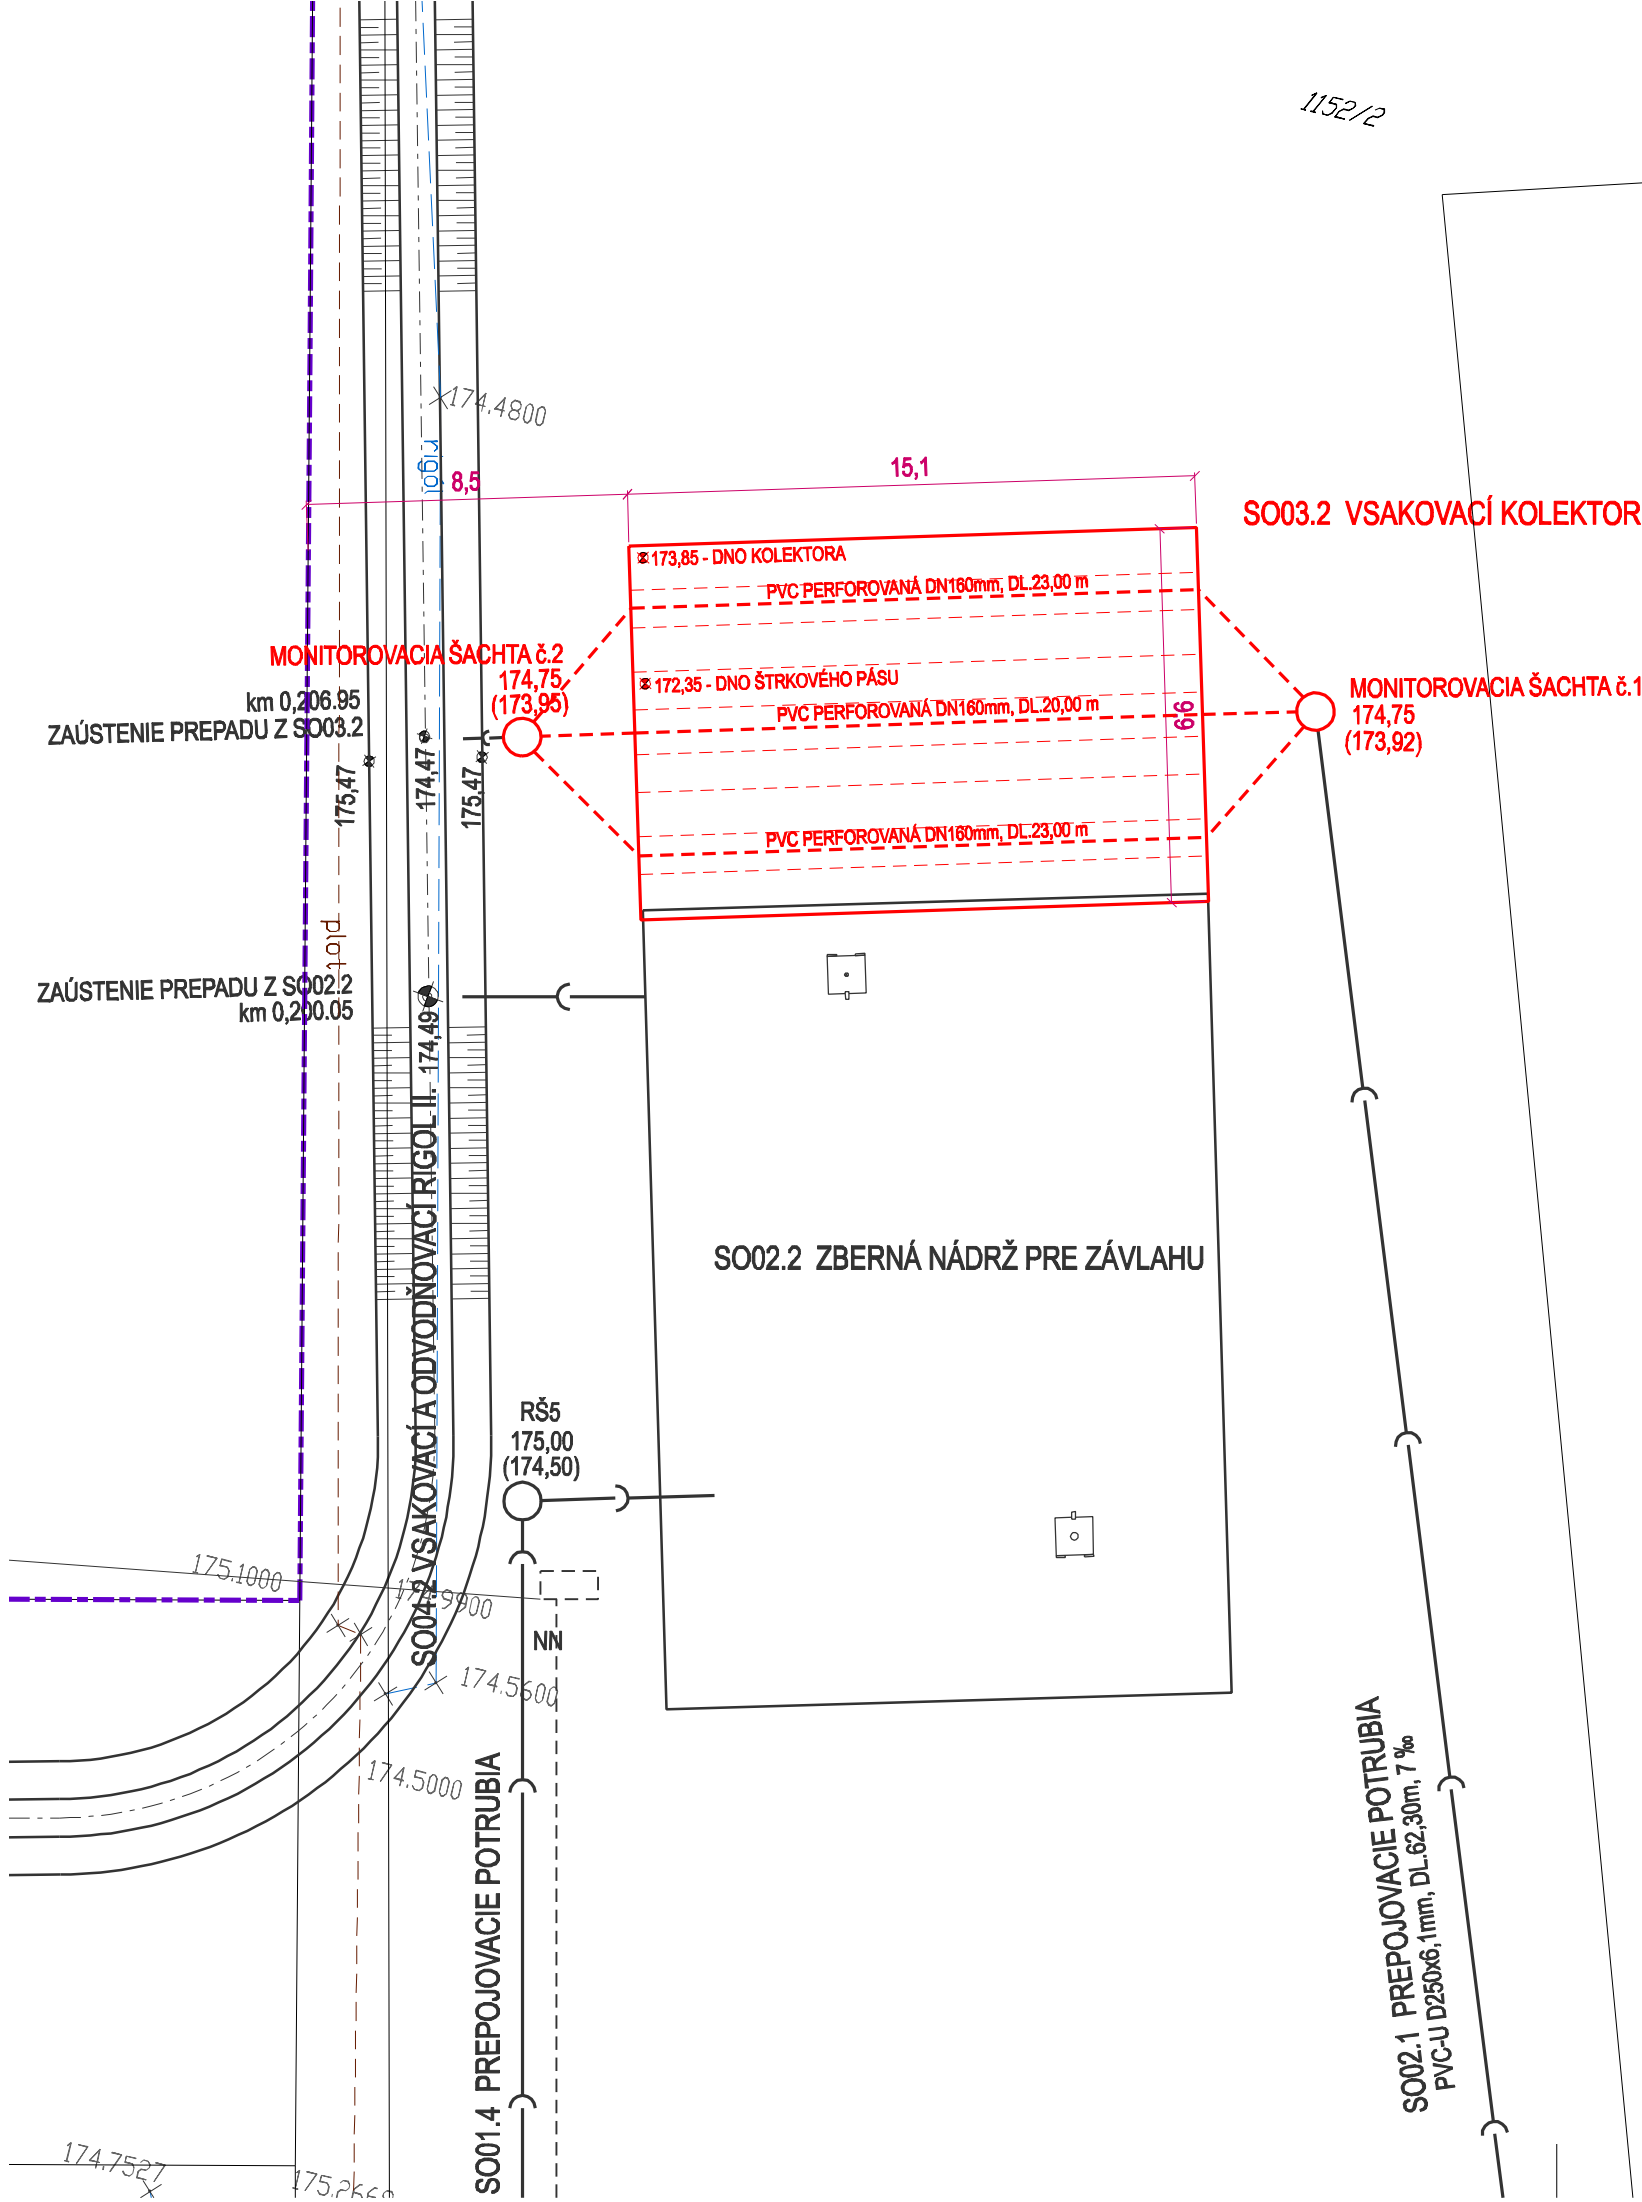 1152/2
174.4800
rigól
8,5
15,1
SO03.2 VSAKOVACÍ KOLEKTOR
173,85 - DNO KOLEKTORA
PVC PERFOROVANÁ DN160mm, DL.23,00 m
MONITOROVACIA ŠACHTA č.2
174,75
(173,95)
172,35 - DNO ŠTRKOVÉHO PÁSU
PVC PERFOROVANÁ DN160mm, DL.20,00 m
6,6
MONITOROVACIA ŠACHTA č.1
174,75
(173,92)
km 0,206.95
ZAÚSTENIE PREPADU Z SO03.2
175,47
174,47
175,47
PVC PERFOROVANÁ DN160mm, DL.23,00 m
plot
ZAÚSTENIE PREPADU Z SO02.2
km 0,200.05
174,49
SO04.2 VSAKOVACÍ A ODVODŇOVACÍ RIGOL II.
SO02.2 ZBERNÁ NÁDRŽ PRE ZÁVLAHU
RŠ5
175,00
(174,50)
175.1000
174.9900
NN
174.5600
174.5000
SO01.4 PREPOJOVACIE POTRUBIA
SO02.1 PREPOJOVACIE POTRUBIA
PVC-U D250x6,1mm, DL.62,30m, 7 ‰
174.7527